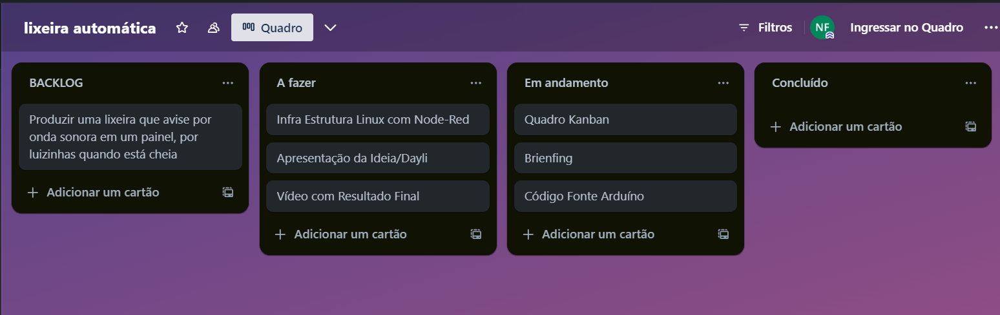 lixeira automática
Quadro
Filtros
NF
Ingressar no Quadro
BACKLOG
Produzir uma lixeira que avise por
onda sonora em um painel, por
luizinhas quando está cheia
Adicionar um cartão
A fazer
Infra Estrutura Linux com Node-Red
Apresentação da Ideia/Dayli
Vídeo com Resultado Final
Adicionar um cartão
Em andamento
Quadro Kanban
Brienfing
Código Fonte Arduíno
Adicionar um cartão
Concluído
Adicionar um cartão